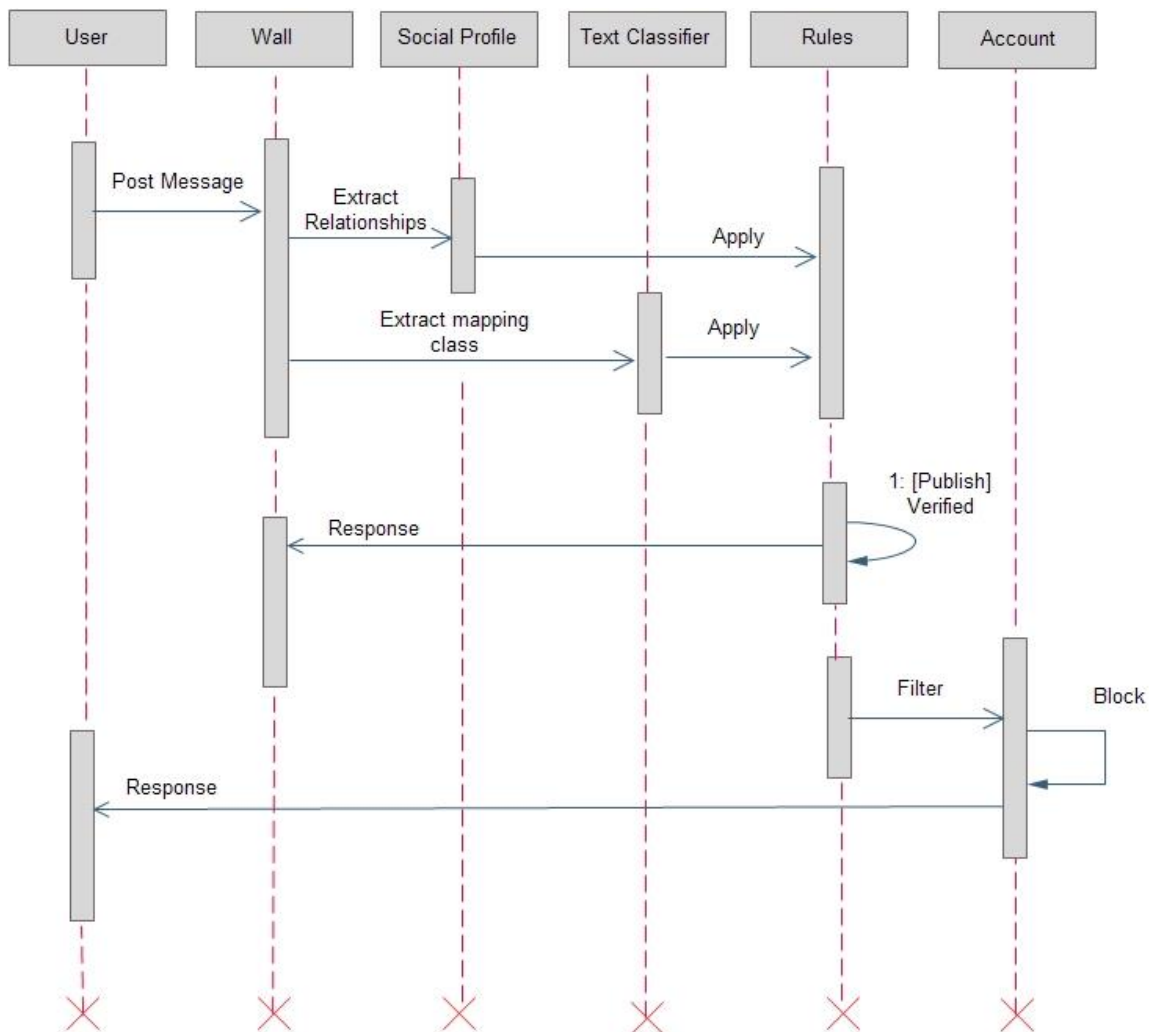 User
Wall
Social Profile
Text Classifier
Rules
Account
Post Message
Extract
Relationships
Apply
Extract mapping
class
Apply
1: [Publish]
Verified
Response
Filter
Block
Response